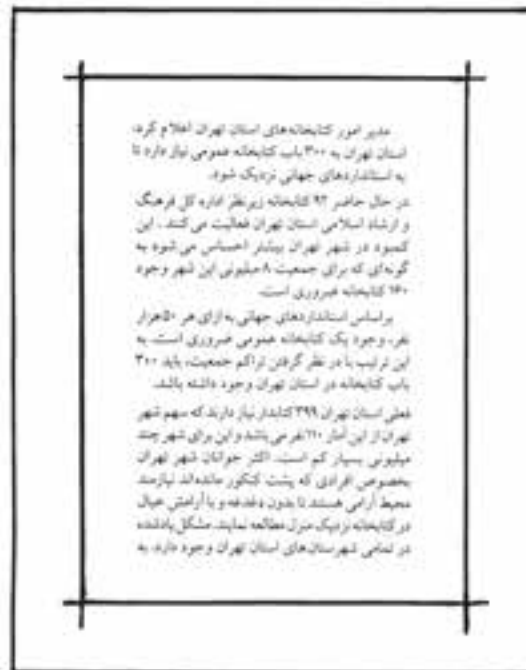 مدیر امور کتابخانه‌های استان تهران اعلام کرد،
استان تهران به ۳۰۰ باب کتابخانه عمومی نیاز دارد تا
به استانداردهای جهانی نزدیک شود.
در حال حاضر ۹۲ کتابخانه زیرنظر اداره کل فرهنگ
و ارشاد اسلامی استان تهران فعالیت می‌کنند. این
کمبود در شهر تهران بیشتر احساس می‌شود به
گونه‌ای که برای جمعیت ۸ میلیونی این شهر وجود
۱۶۰ کتابخانه ضروری است.
براساس استانداردهای جهانی به ازای هر ۵۰هزار
نفر، وجود یک کتابخانه عمومی ضروری است. به
این ترتیب با در نظر گرفتن تراکم جمعیت، باید ۳۰۰
باب کتابخانه در استان تهران وجود داشته باشد.
فعلی استان تهران ۳۹۹ کتابدار نیاز دارند که سهم شهر
تهران از این آمار ۱۱۰ نفر می‌باشد و این برای شهر چند
میلیونی بسیار کم است. اکثر جوانان شهر تهران
بخصوص افرادی که پشت کنکور مانده‌اند نیازمند
محیط آرامی هستند تا بدون دغدغه و با آرامش خیال
در کتابخانه نزدیک منزل مطالعه نمایند. مشکل یادشده
در تمامی شهرستان‌های استان تهران وجود دارد. به